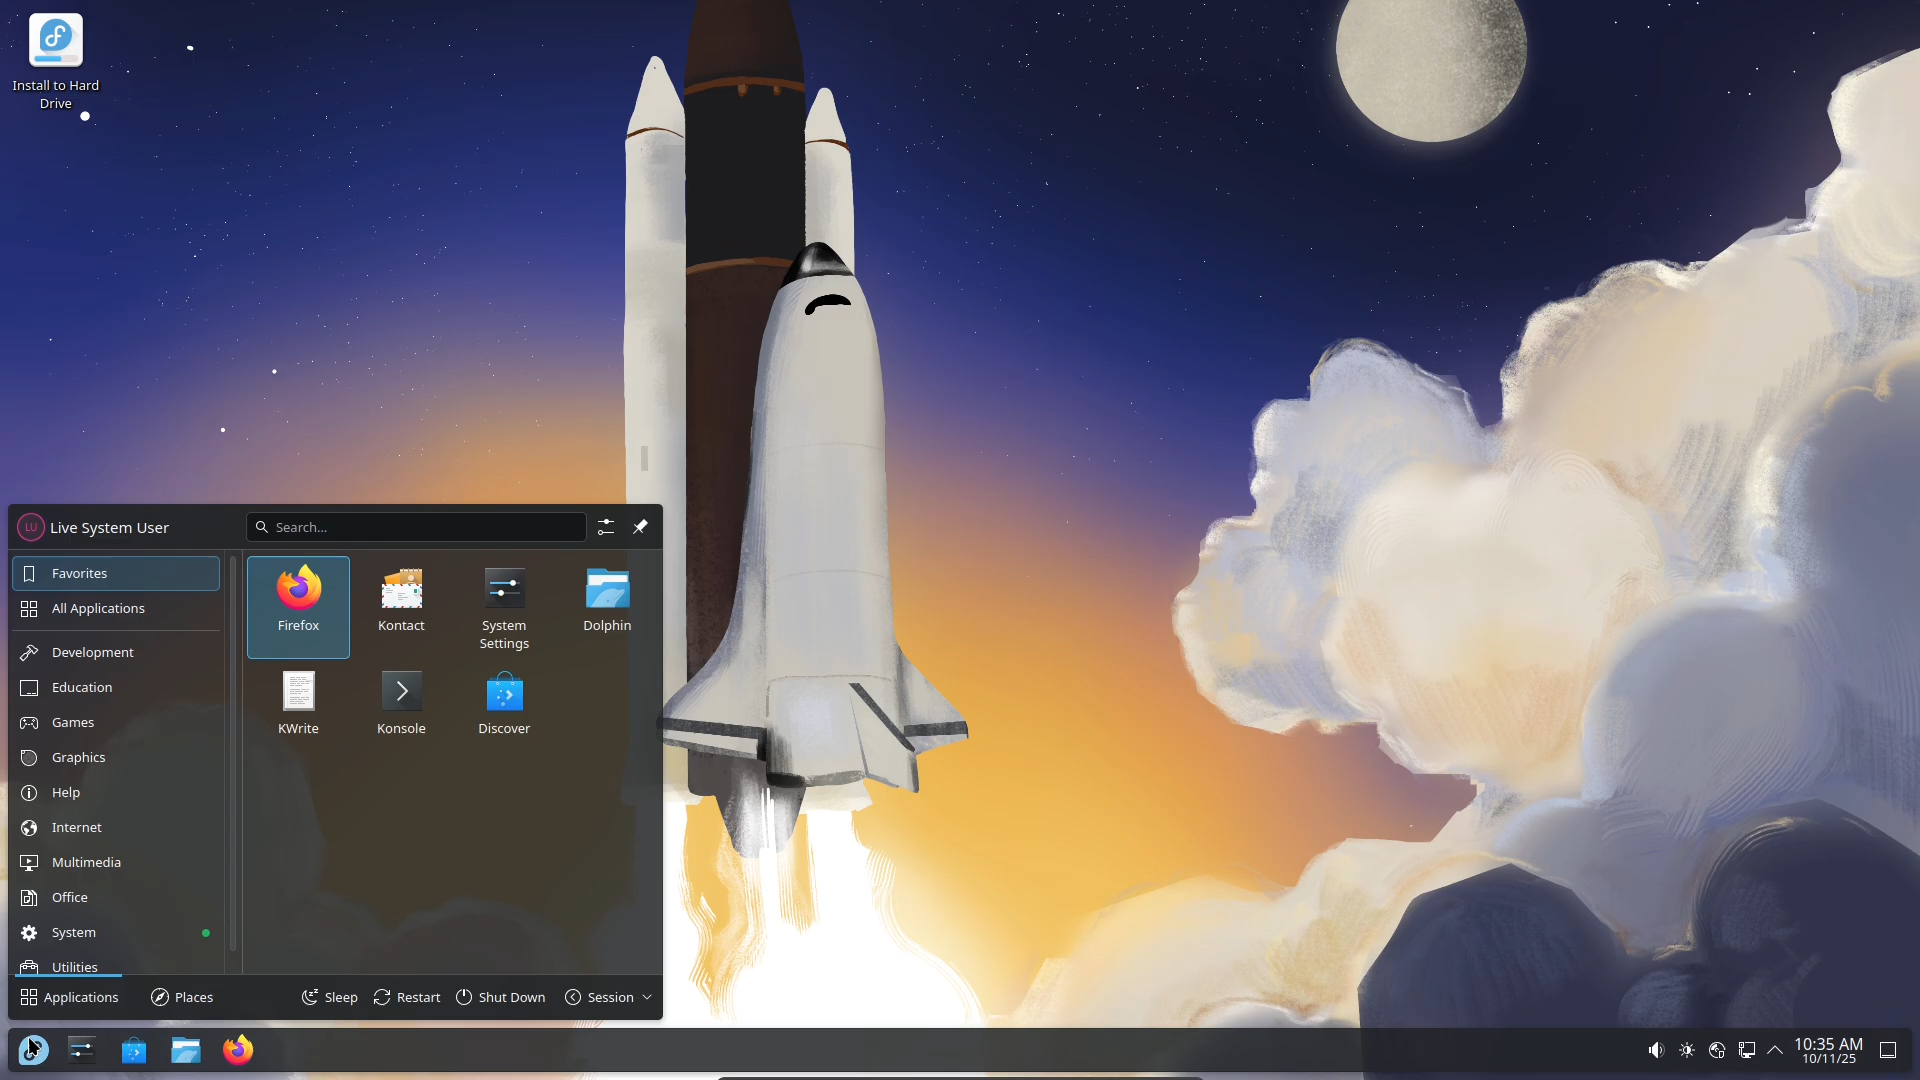 Install to Hard
Drive
LU
Live System User
Search...
Favorites
All Applications
Development
Education
Games
Graphics
Help
Internet
Multimedia
Office
System
Utilities
Firefox
Kontact
System
Settings
Dolphin
KWrite
Konsole
Discover
Applications
Places
Sleep
Restart
Shut Down
Session
10:35 AM
10/11/25